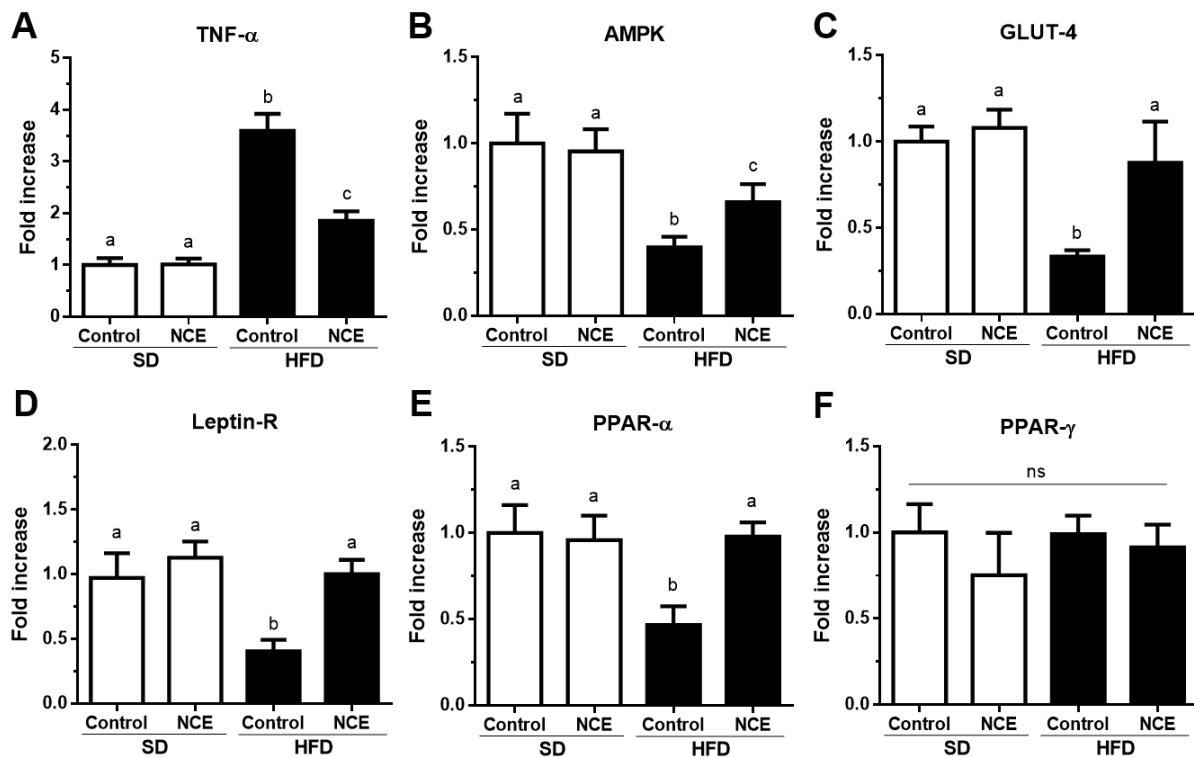 A
TNF-α
Fold increase
5
4
3
2
1
0
a
a
b
c
Control NCE Control NCE
SD HFD
B
AMPK
Fold increase
1.5
1.0
0.5
0.0
a
a
b
c
Control NCE Control NCE
SD HFD
C
GLUT-4
Fold increase
1.5
1.0
0.5
0.0
a
a
b
a
Control NCE Control NCE
SD HFD
D
Leptin-R
Fold increase
2.0
1.5
1.0
0.5
0.0
a
a
b
a
Control NCE Control NCE
SD HFD
E
PPAR-α
Fold increase
1.5
1.0
0.5
0.0
a
a
b
a
Control NCE Control NCE
SD HFD
F
PPAR-γ
Fold increase
1.5
1.0
0.5
0.0
ns
Control NCE Control NCE
SD HFD